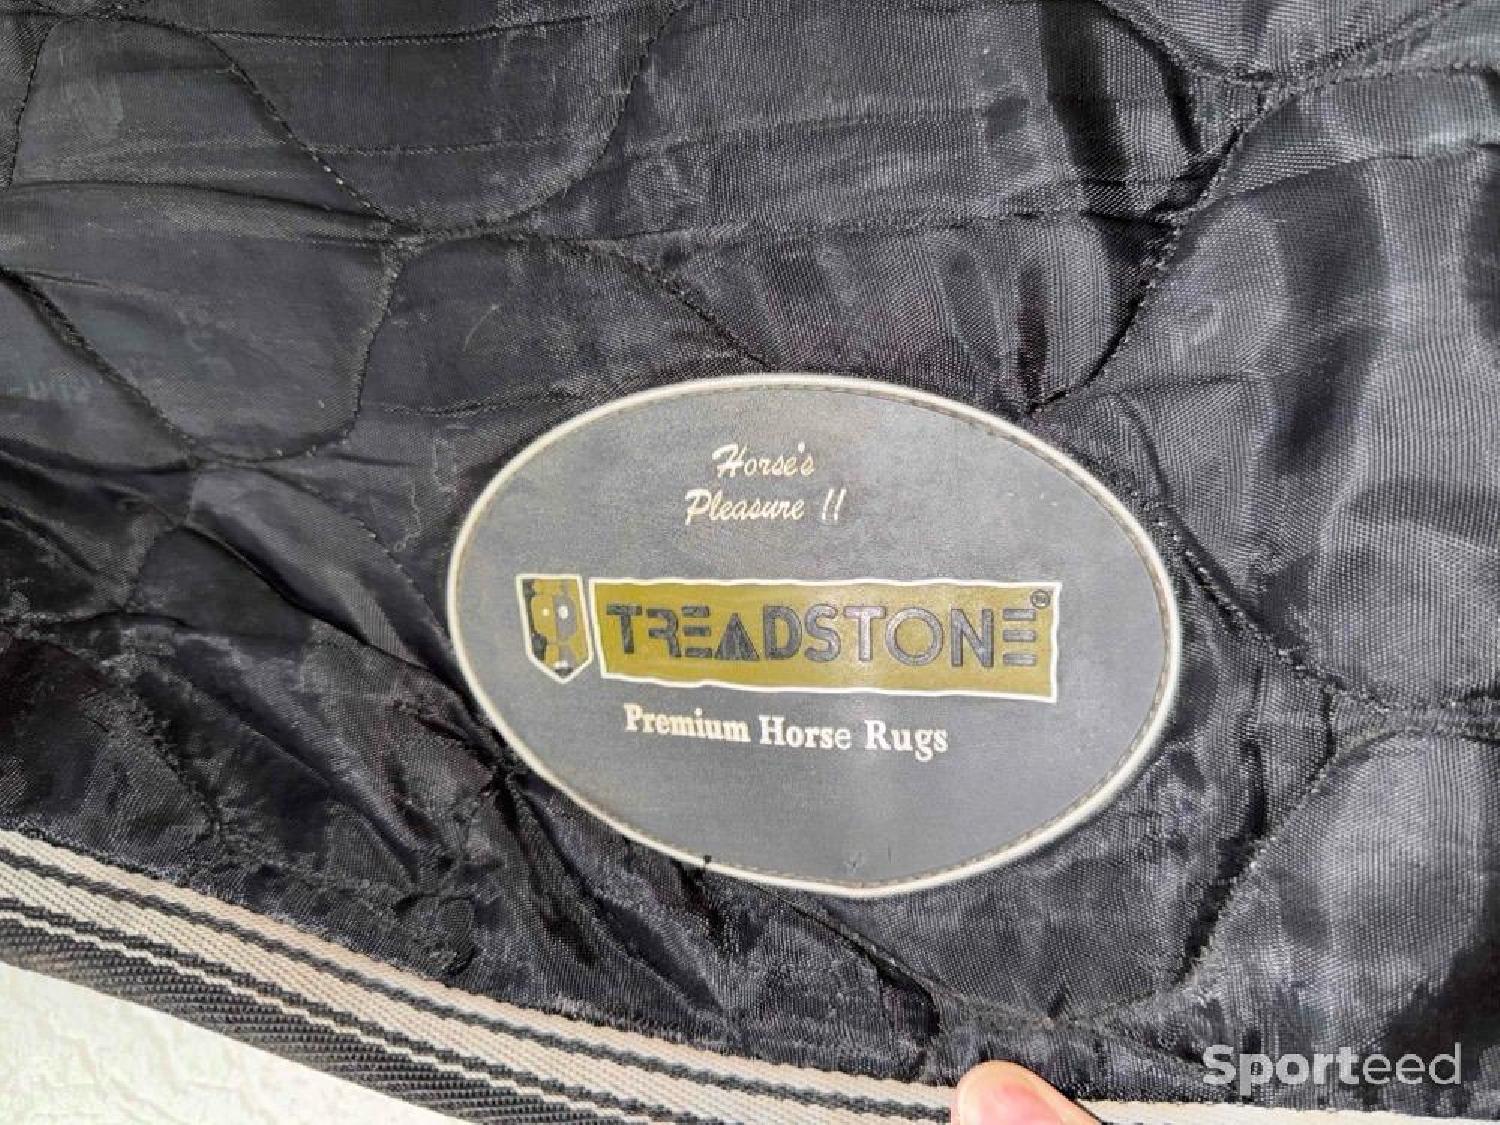 Horse's
Pleasure !!
TREADSTONE®
Premium Horse Rugs
Sporteed